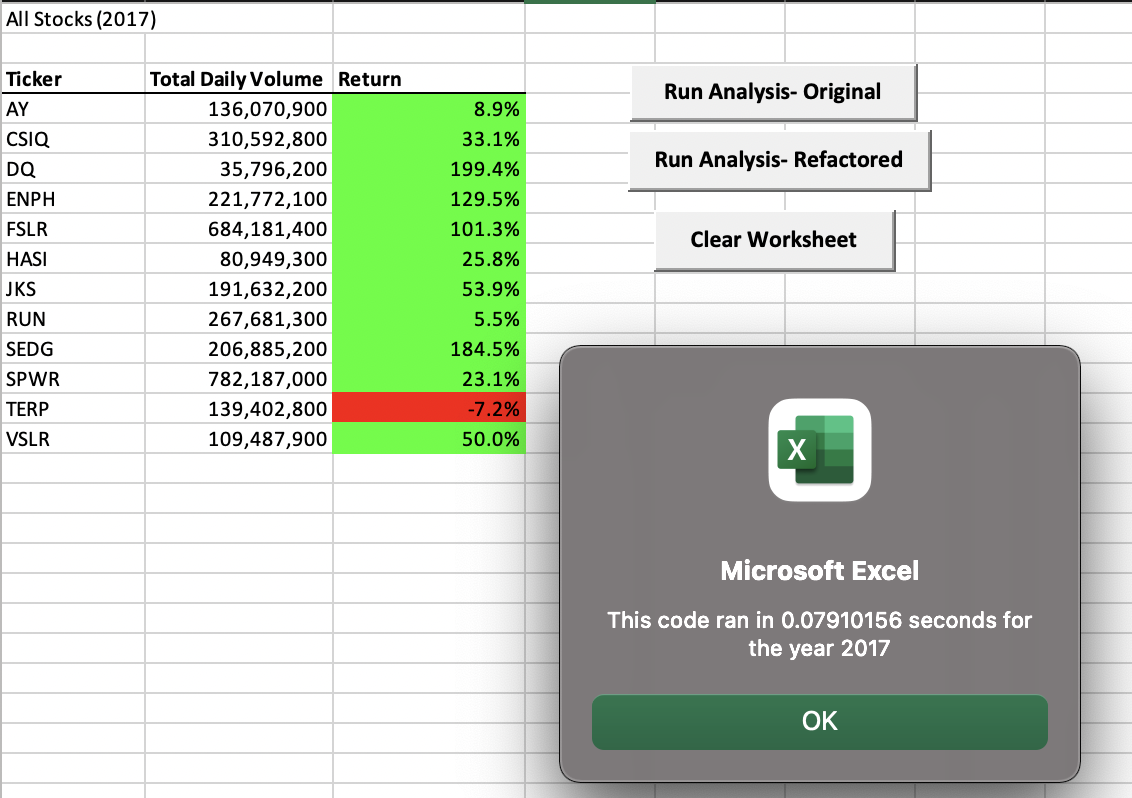 All Stocks (2017)
Ticker Total Daily Volume Return
AY 136,070,900 8.9%
CSIQ 310,592,800 33.1%
DQ 35,796,200 199.4%
ENPH 221,772,100 129.5%
FSLR 684,181,400 101.3%
HASI 80,949,300 25.8%
JKS 191,632,200 53.9%
RUN 267,681,300 5.5%
SEDG 206,885,200 184.5%
SPWR 782,187,000 23.1%
TERP 139,402,800 -7.2%
VSLR 109,487,900 50.0%
Run Analysis- Original
Run Analysis- Refactored
Clear Worksheet
X
Microsoft Excel
This code ran in 0.07910156 seconds for
the year 2017
OK